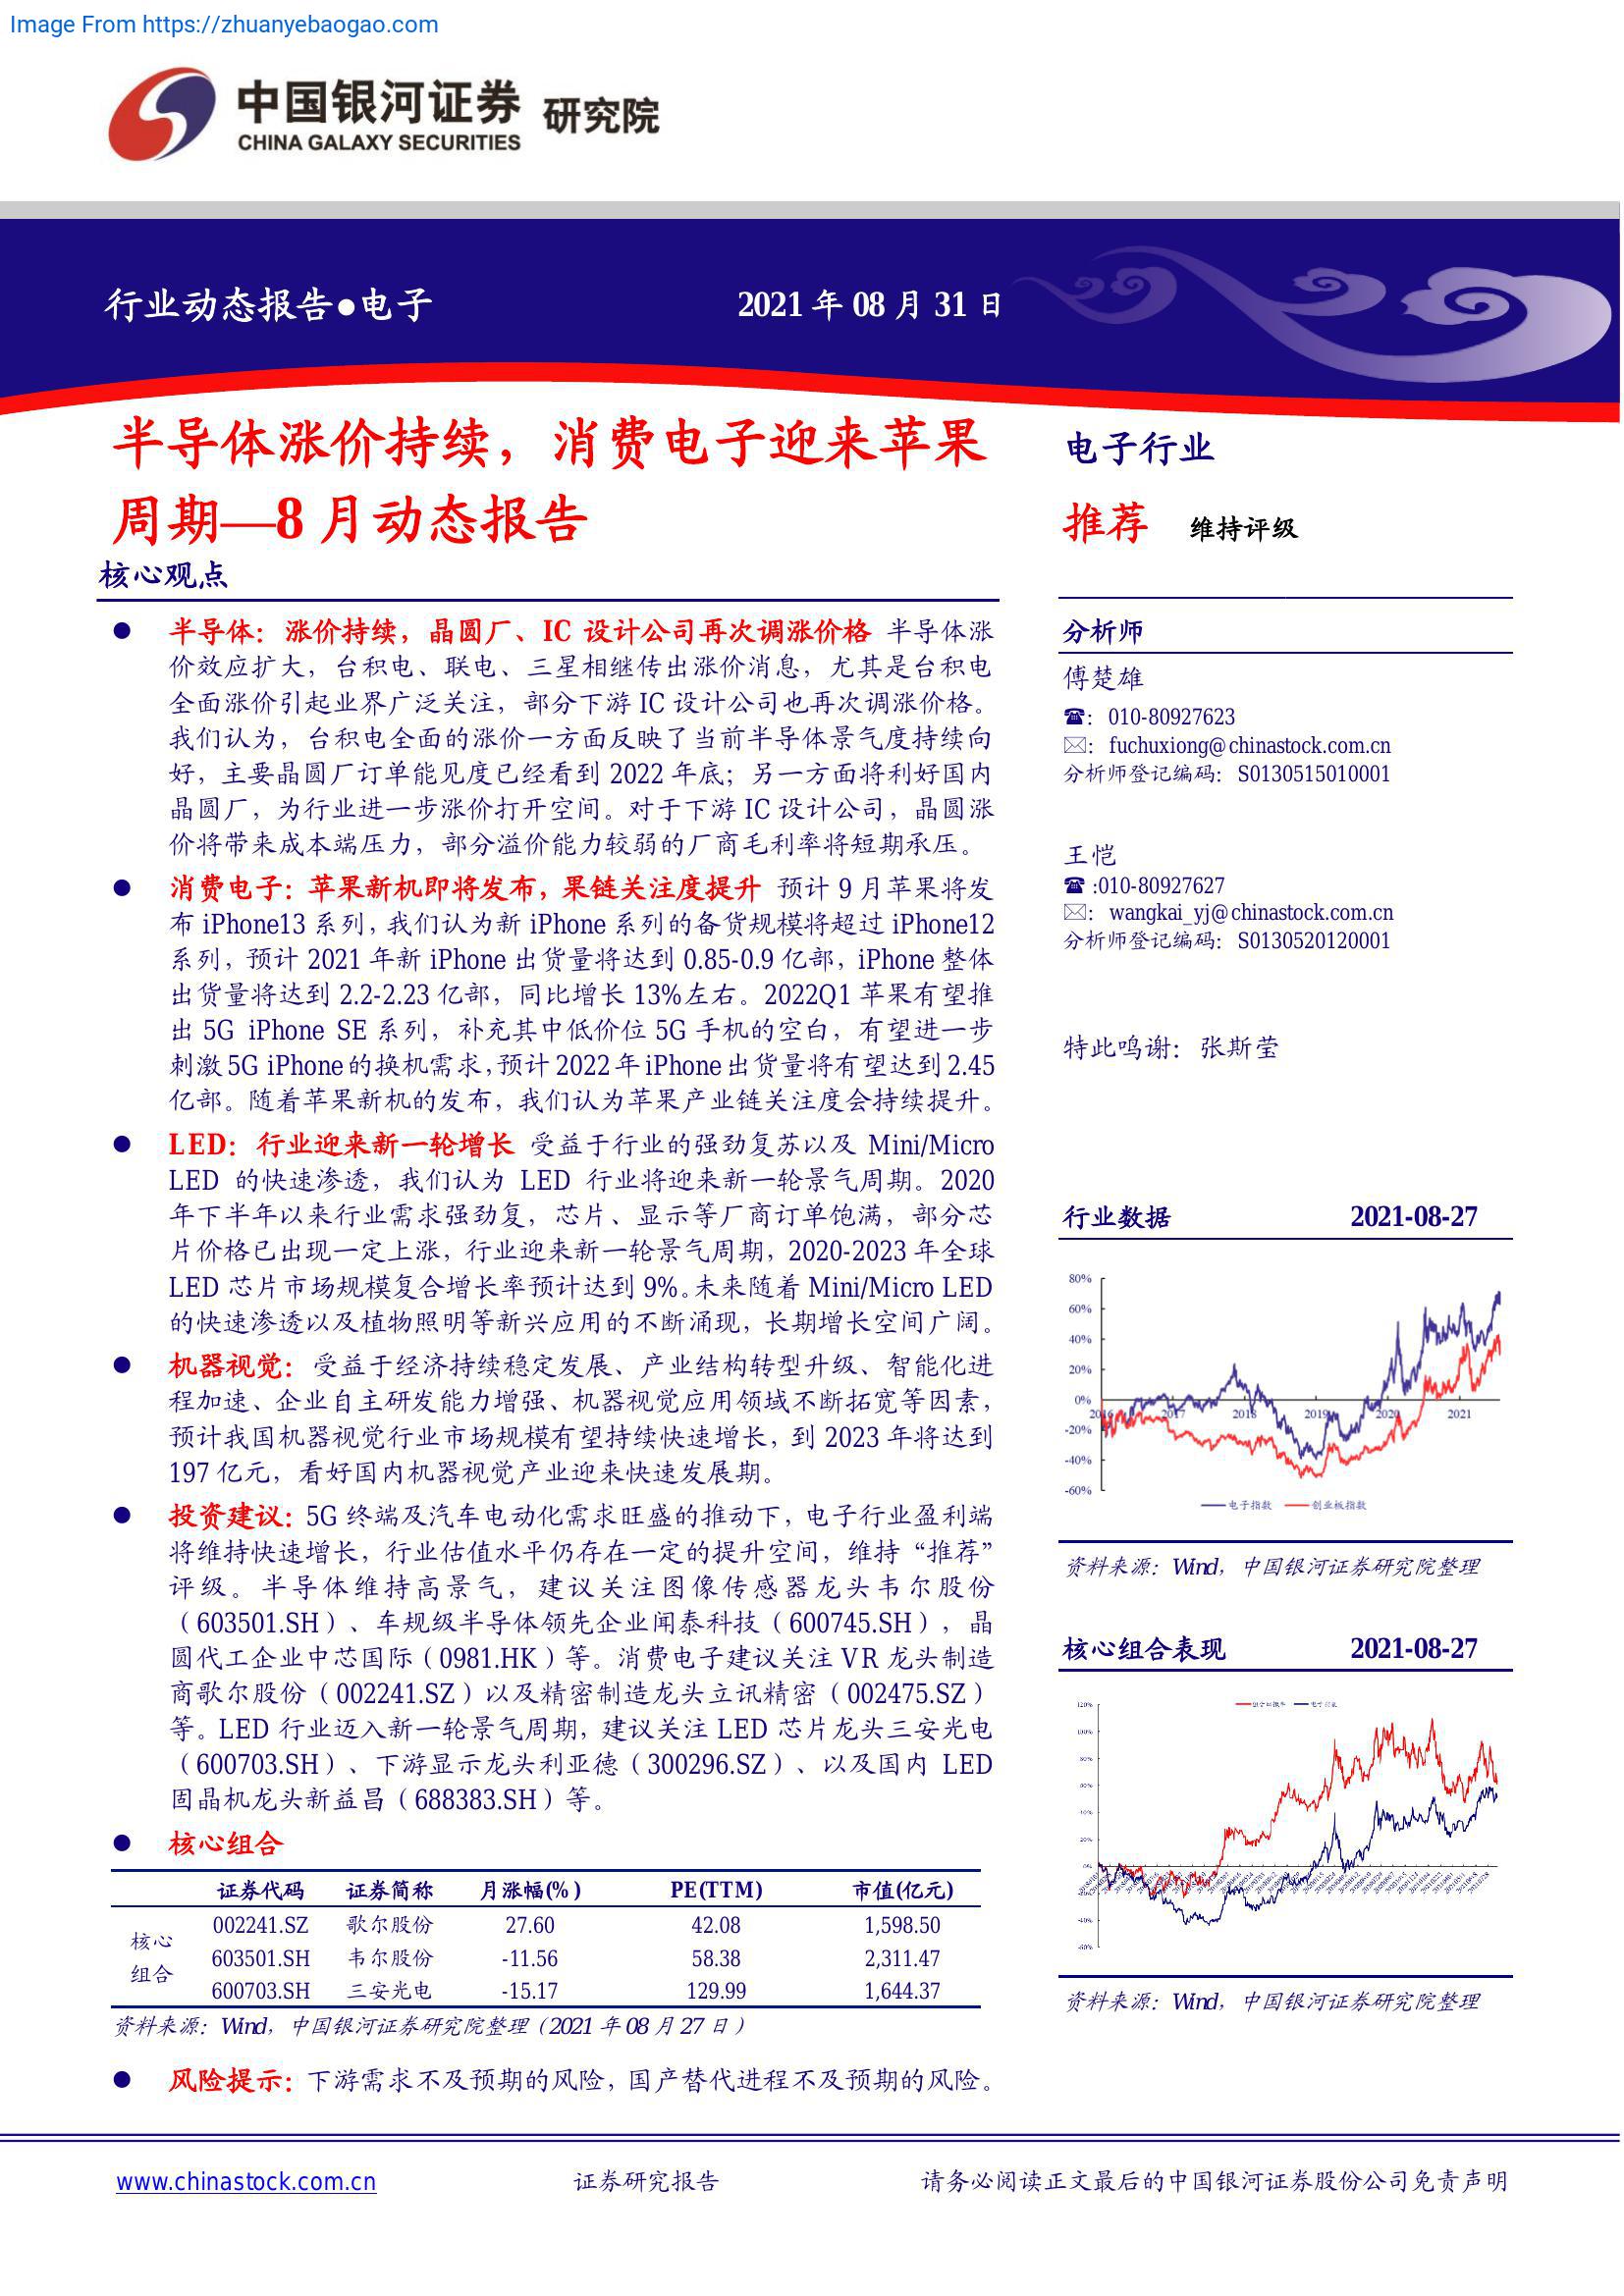 Image From https://zhuanyebaogao.com
中国银河证券 研究院
CHINA GALAXY SECURITIES
行业动态报告●电子 2021 年 08 月 31 日
半导体涨价持续，消费电子迎来苹果
周期—8 月动态报告
核心观点
● 半导体：涨价持续，晶圆厂、IC 设计公司再次调涨价格 半导体涨
价效应扩大，台积电、联电、三星相继传出涨价消息，尤其是台积电
全面涨价引起业界广泛关注，部分下游 IC 设计公司也再次调涨价格。
我们认为，台积电全面的涨价一方面反映了当前半导体景气度持续向
好，主要晶圆厂订单能见度已经看到 2022 年底；另一方面将利好国内
晶圆厂，为行业进一步涨价打开空间。对于下游 IC 设计公司，晶圆涨
价将带来成本端压力，部分溢价能力较弱的厂商毛利率将短期承压。
● 消费电子：苹果新机即将发布，果链关注度提升 预计 9 月苹果将发
布 iPhone13 系列，我们认为新 iPhone 系列的备货规模将超过 iPhone12
系列，预计 2021 年新 iPhone 出货量将达到 0.85-0.9 亿部，iPhone 整体
出货量将达到 2.2-2.23 亿部，同比增长 13%左右。2022Q1 苹果有望推
出 5G iPhone SE 系列，补充其中低价位 5G 手机的空白，有望进一步
刺激 5G iPhone 的换机需求，预计 2022 年 iPhone 出货量将有望达到 2.45
亿部。随着苹果新机的发布，我们认为苹果产业链关注度会持续提升。
● LED：行业迎来新一轮增长 受益于行业的强劲复苏以及 Mini/Micro
LED 的快速渗透，我们认为 LED 行业将迎来新一轮景气周期。2020
年下半年以来行业需求强劲复，芯片、显示等厂商订单饱满，部分芯
片价格已出现一定上涨，行业迎来新一轮景气周期，2020-2023 年全球
LED 芯片市场规模复合增长率预计达到 9%。未来随着 Mini/Micro LED
的快速渗透以及植物照明等新兴应用的不断涌现，长期增长空间广阔。
● 机器视觉：受益于经济持续稳定发展、产业结构转型升级、智能化进
程加速、企业自主研发能力增强、机器视觉应用领域不断拓宽等因素，
预计我国机器视觉行业市场规模有望持续快速增长，到 2023 年将达到
197 亿元，看好国内机器视觉产业迎来快速发展期。
● 投资建议：5G 终端及汽车电动化需求旺盛的推动下，电子行业盈利端
将维持快速增长，行业估值水平仍存在一定的提升空间，维持“推荐”
评级。半导体维持高景气，建议关注图像传感器龙头韦尔股份
（603501.SH）、车规级半导体领先企业闻泰科技（600745.SH），晶
圆代工企业中芯国际（0981.HK）等。消费电子建议关注 VR 龙头制造
商歌尔股份（002241.SZ）以及精密制造龙头立讯精密（002475.SZ）
等。LED 行业迈入新一轮景气周期，建议关注 LED 芯片龙头三安光电
（600703.SH）、下游显示龙头利亚德（300296.SZ）、以及国内 LED
固晶机龙头新益昌（688383.SH）等。
● 核心组合
证券代码 证券简称 月涨幅(%) PE(TTM) 市值(亿元)
核心
组合
002241.SZ 歌尔股份 27.60 42.08 1,598.50
603501.SH 韦尔股份 -11.56 58.38 2,311.47
600703.SH 三安光电 -15.17 129.99 1,644.37
资料来源：Wind，中国银河证券研究院整理（2021 年 08 月 27 日）
● 风险提示：下游需求不及预期的风险，国产替代进程不及预期的风险。
电子行业
推荐 维持评级
分析师
傅楚雄
☎：010-80927623
✉：fuchuxiong@chinastock.com.cn
分析师登记编码：S0130515010001
王恺
☎:010-80927627
✉：wangkai_yj@chinastock.com.cn
分析师登记编码：S0130520120001
特此鸣谢：张斯莹
行业数据 2021-08-27
80%
60%
40%
20%
0%
-20%
-40%
-60%
2016 2017 2018 2019 2020 2021
电子指数 创业板指数
资料来源：Wind，中国银河证券研究院整理
核心组合表现 2021-08-27
120%
100%
80%
60%
40%
20%
0%
-20%
-40%
-60%
资料来源：Wind，中国银河证券研究院整理
www.chinastock.com.cn 证券研究报告 请务必阅读正文最后的中国银河证券股份公司免责声明